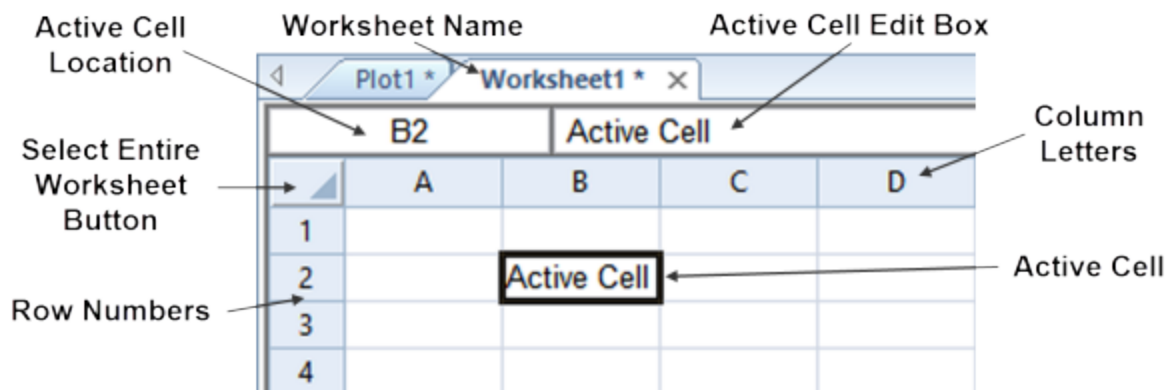 Active Cell
Location
Worksheet Name
Active Cell Edit Box
Plot1 *
Worksheet1 *
B2
Active Cell
Column
Letters
Select Entire
Worksheet
Button
A
B
C
D
1
2
Active Cell
Active Cell
Row Numbers
3
4